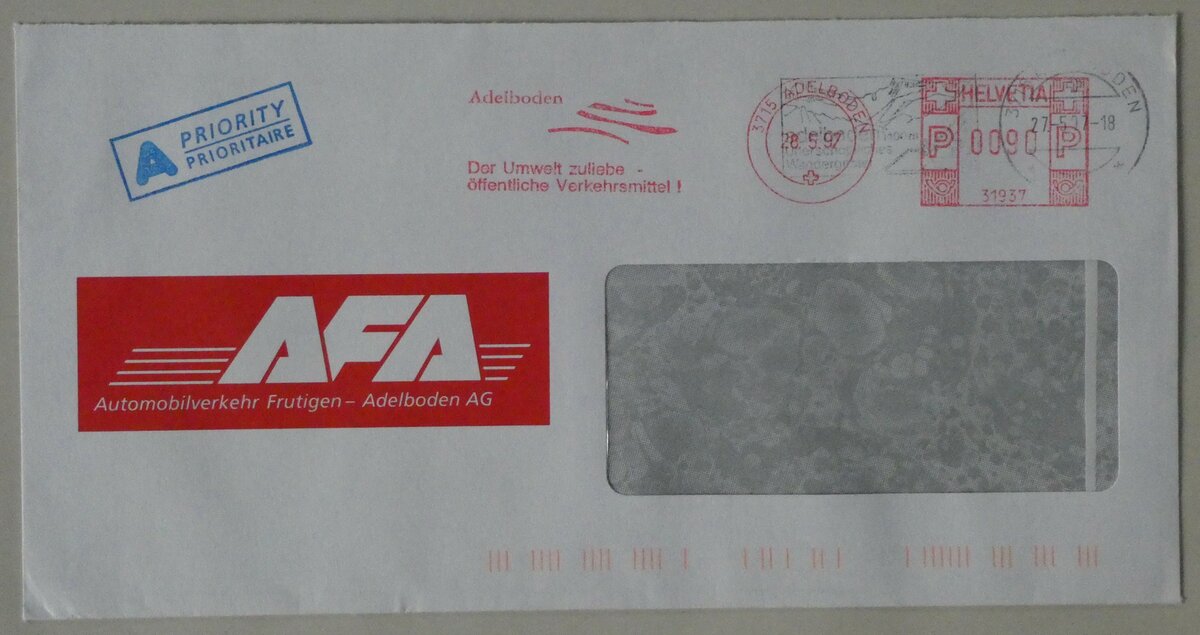 A PRIORITY
PRIORITAIRE
Adelboden
Der Umwelt zuliebe -
öffentliche Verkehrsmittel !
3715 ADELBODEN
28.5.97
HELVETIA
P 0090 P
31937
27.-5.97-18
AFA
Automobilverkehr Frutigen – Adelboden AG